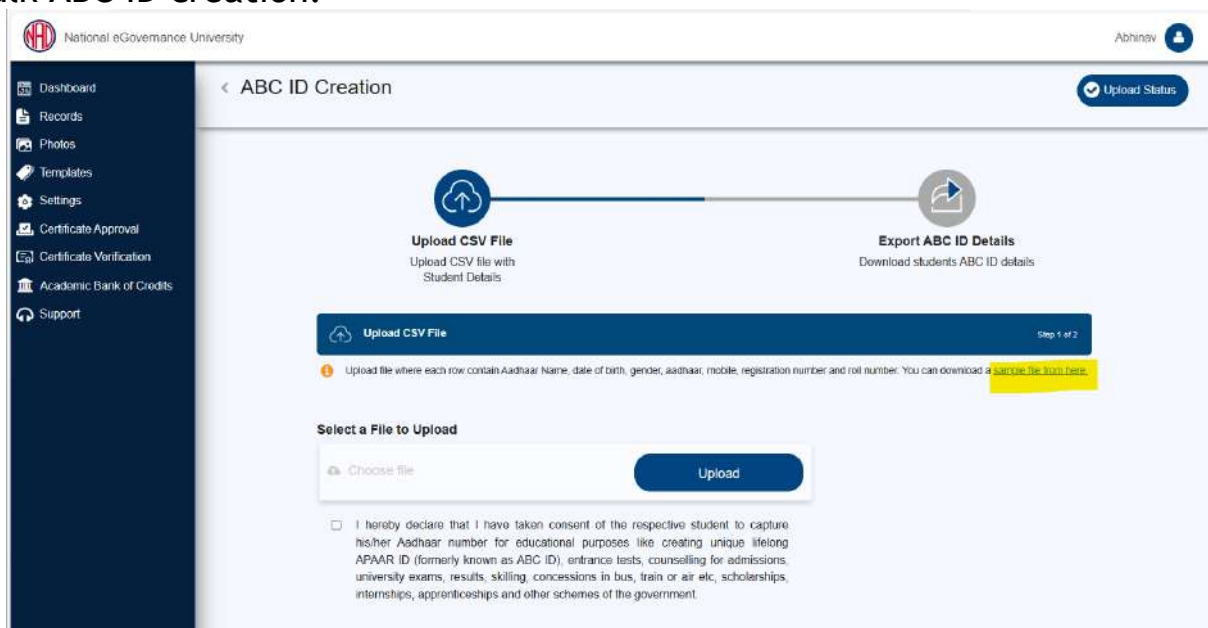 ABC ID Creation.
NAD National eGovernance University
Abhinav
Dashboard
Records
Photos
Templates
Settings
Certificate Approval
Certificate Verification
Academic Bank of Credits
Support
< ABC ID Creation
Upload Status
Upload CSV File
Upload CSV file with
Student Details
Export ABC ID Details
Download students ABC ID details
Upload CSV File
Step 1 of 2
Upload file where each row contain Aadhaar Name, date of birth, gender, aadhaar, mobile, registration number and roll number. You can download a sample file from here.
Select a File to Upload
Choose file
Upload
I hereby declare that I have taken consent of the respective student to capture
his/her Aadhaar number for educational purposes like creating unique lifelong
APAAR ID (formerly known as ABC ID), entrance tests, counselling for admissions,
university exams, results, skilling, concessions in bus, train or air etc, scholarships,
internships, apprenticeships and other schemes of the government.